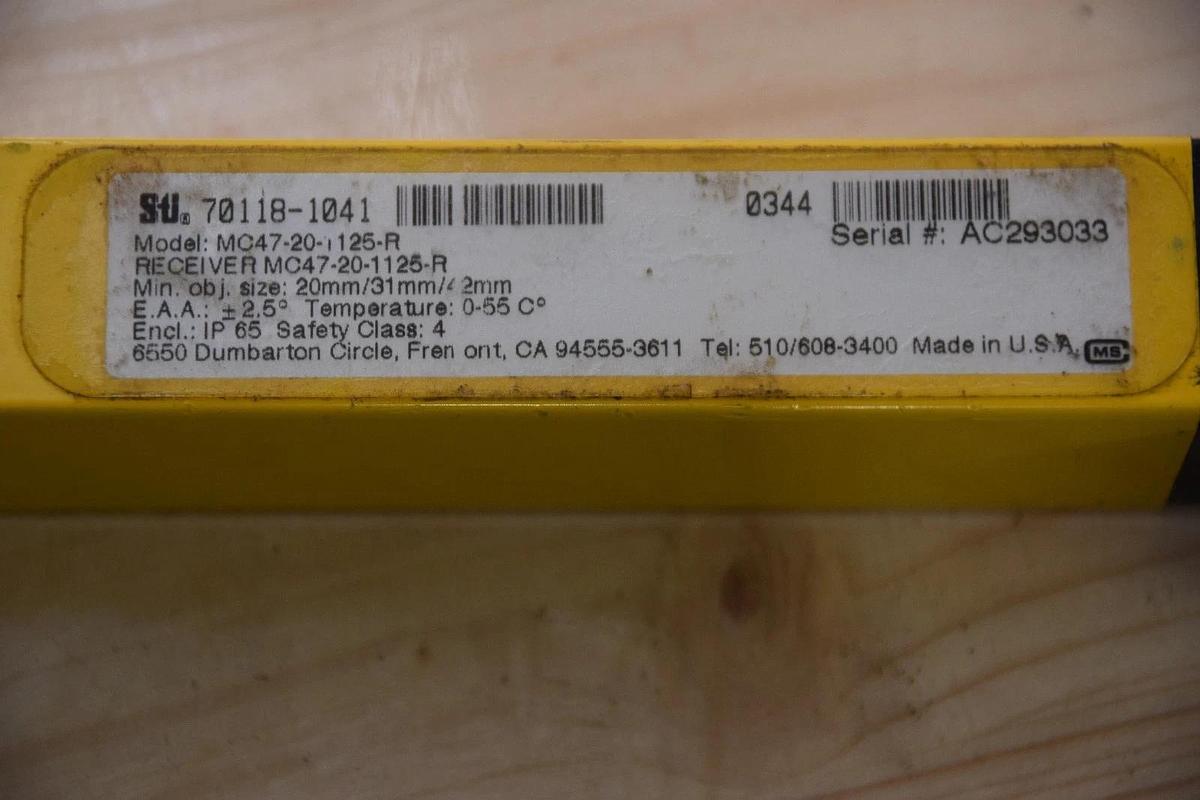 STI® 70118-1041 0344
Serial #: AC293033
Model: MC47-20-1125-R
RECEIVER MC47-20-1125-R
Min. obj. size: 20mm/31mm/42mm
E.A.A.: ± 2.5° Temperature: 0-55 C°
Encl.: IP 65 Safety Class: 4
6550 Dumbarton Circle, Fremont, CA 94555-3611 Tel: 510/608-3400 Made in U.S.A. MS